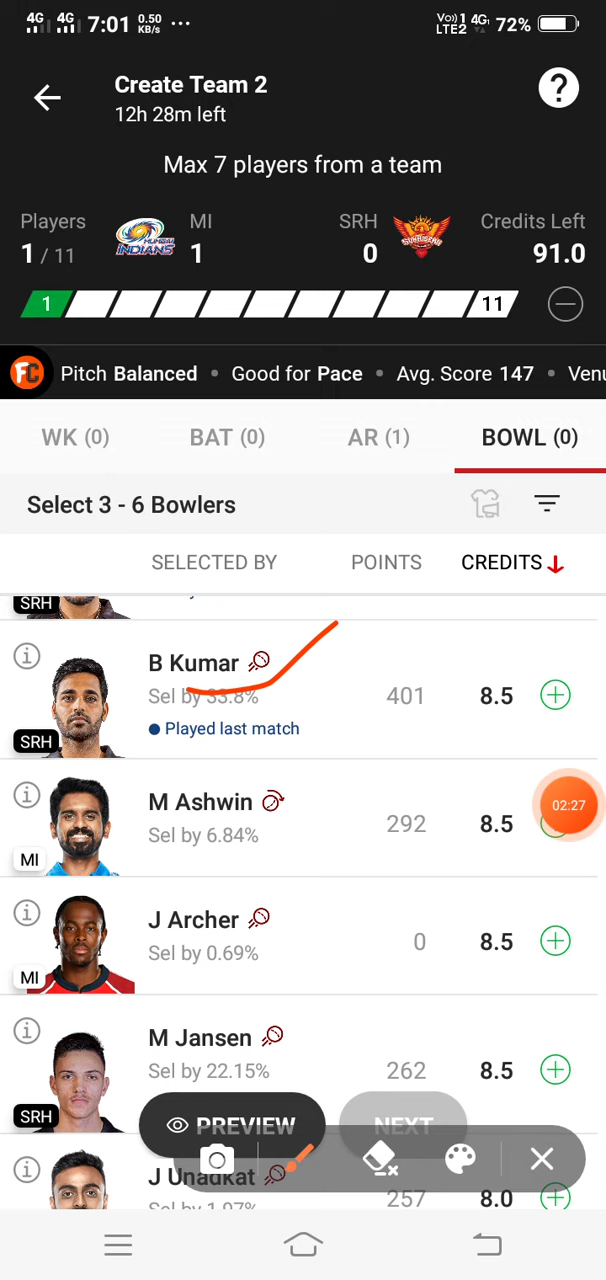 4G 4G 7:01 0.50 KB/s ... Vo) 1 LTE2 4G 72%
Create Team 2
12h 28m left
?
Max 7 players from a team
Players MI SRH Credits Left
1 / 11 MUMBAI INDIANS 1 0 SUNRISERS 91.0
1 11
FC Pitch Balanced • Good for Pace • Avg. Score 147 • Venu
WK (0) BAT (0) AR (1) BOWL (0)
Select 3 - 6 Bowlers
SELECTED BY POINTS CREDITS
SRH
B Kumar
Sel by 33.8% 401 8.5
Played last match
SRH
M Ashwin
Sel by 6.84% 292 8.5
02:27
MI
J Archer
Sel by 0.69% 0 8.5
MI
M Jansen
Sel by 22.15% 262 8.5
SRH
PREVIEW NEXT
J Unadkat
Sel by 1.97% 257 8.0